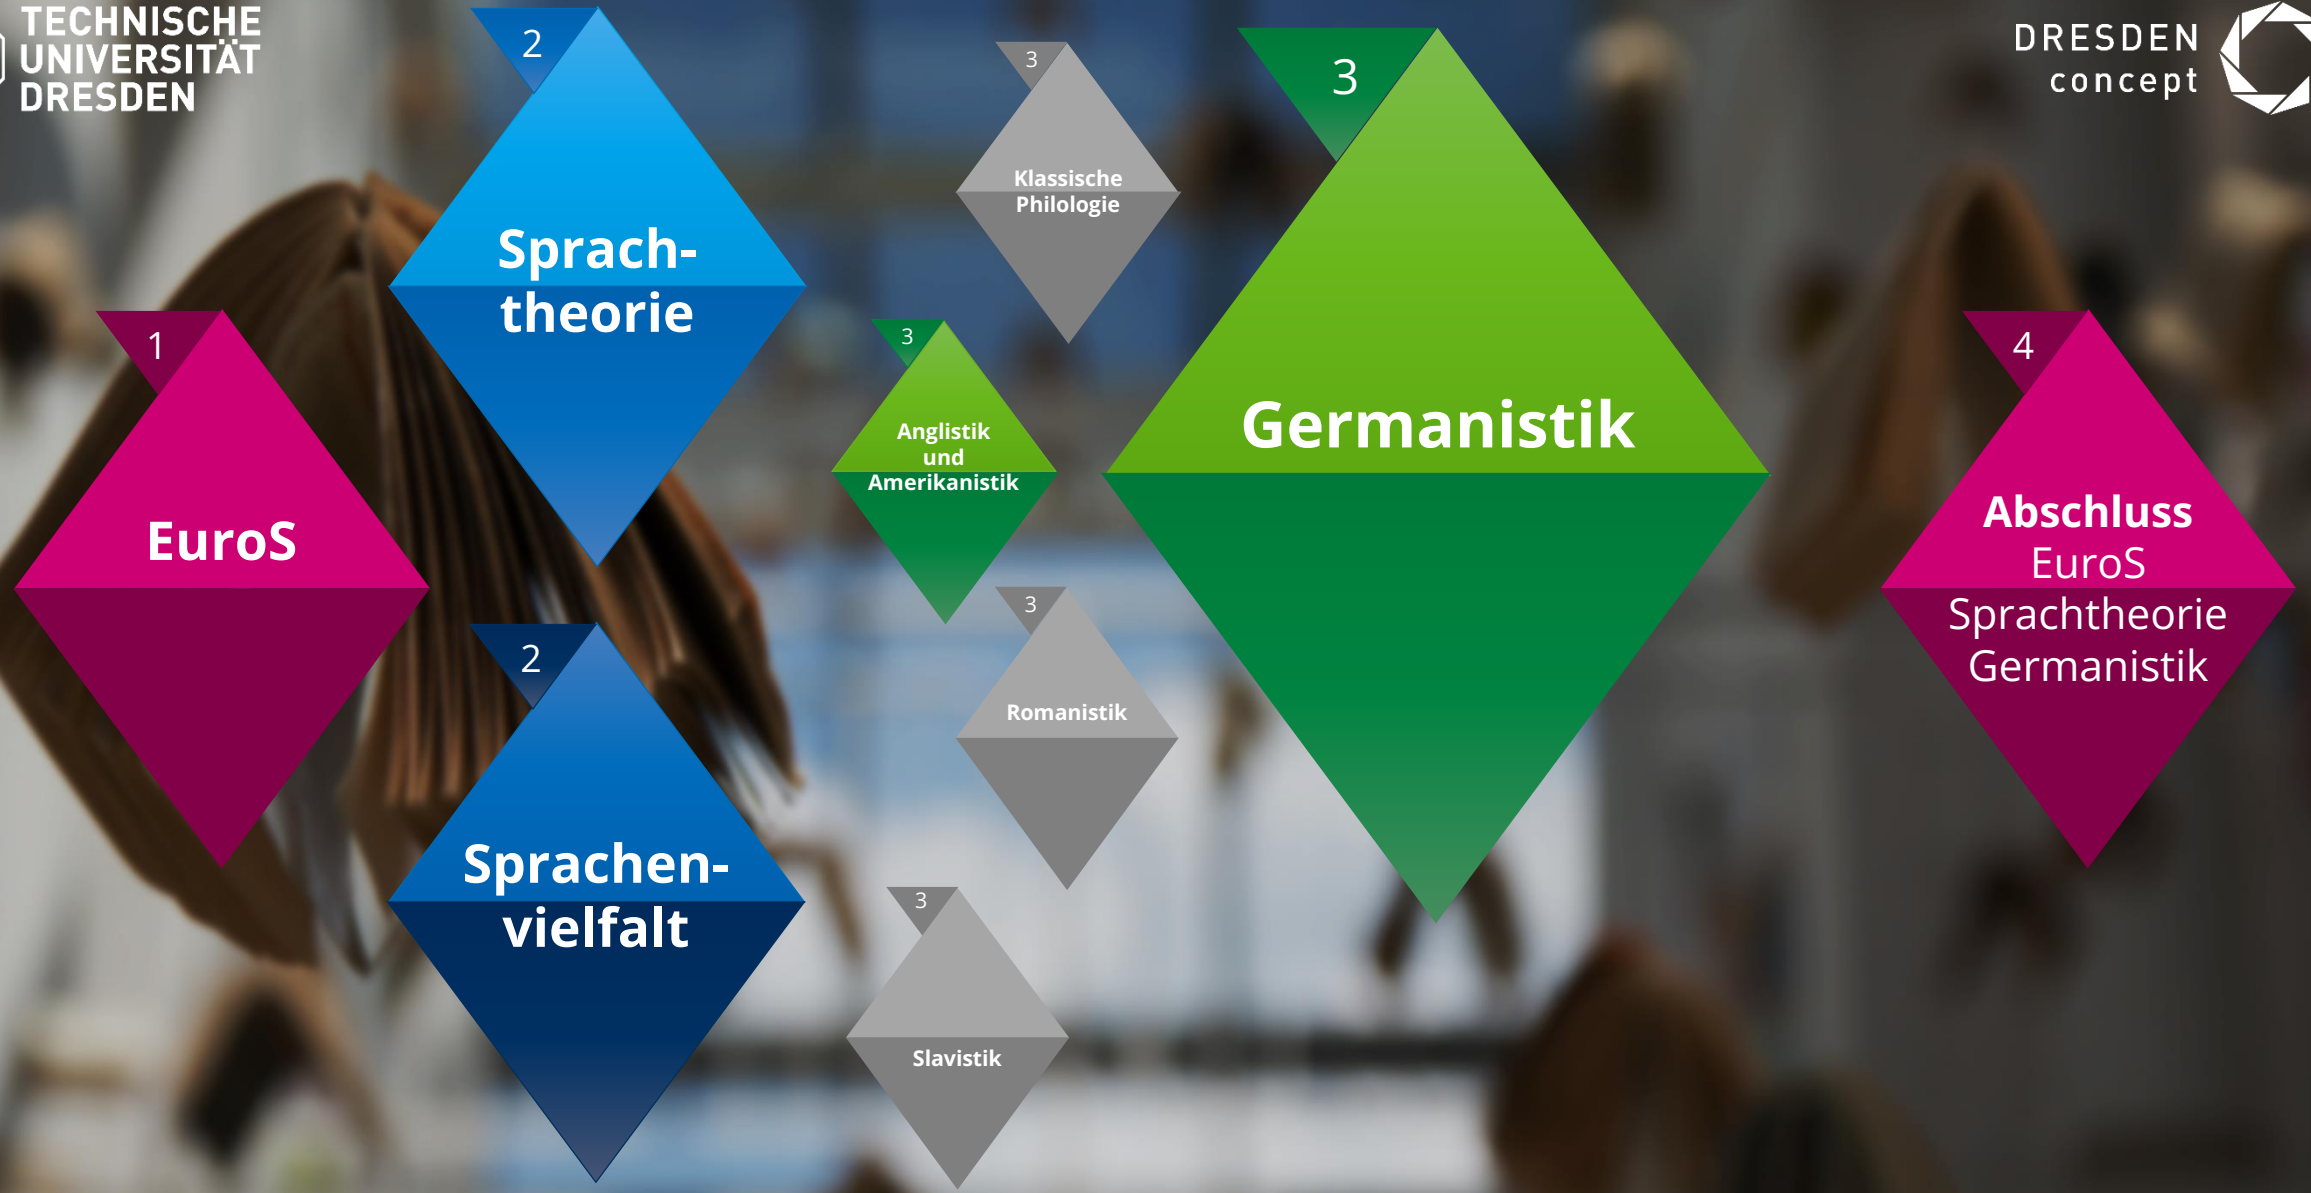 TECHNISCHE
UNIVERSITÄT
DRESDEN
DRESDEN
concept
1
EuroS
2
Sprach-
theorie
2
Sprachen-
vielfalt
3
Klassische
Philologie
3
Anglistik
und
Amerikanistik
3
Romanistik
3
Slavistik
3
Germanistik
4
Abschluss
EuroS
Sprachtheorie
Germanistik